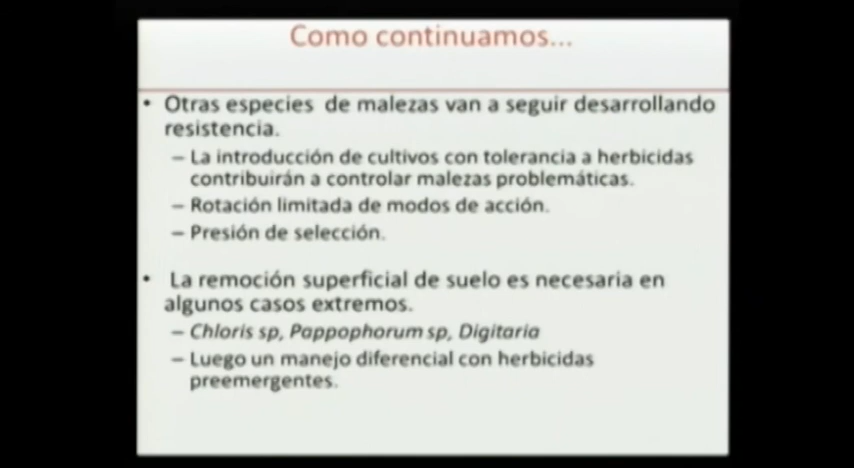 Como continuamos...
• Otras especies de malezas van a seguir desarrollando
resistencia.
– La introducción de cultivos con tolerancia a herbicidas
contribuirán a controlar malezas problemáticas.
– Rotación limitada de modos de acción.
– Presión de selección.
• La remoción superficial de suelo es necesaria en
algunos casos extremos.
– Chloris sp, Pappophorum sp, Digitaria
– Luego un manejo diferencial con herbicidas
preemergentes.